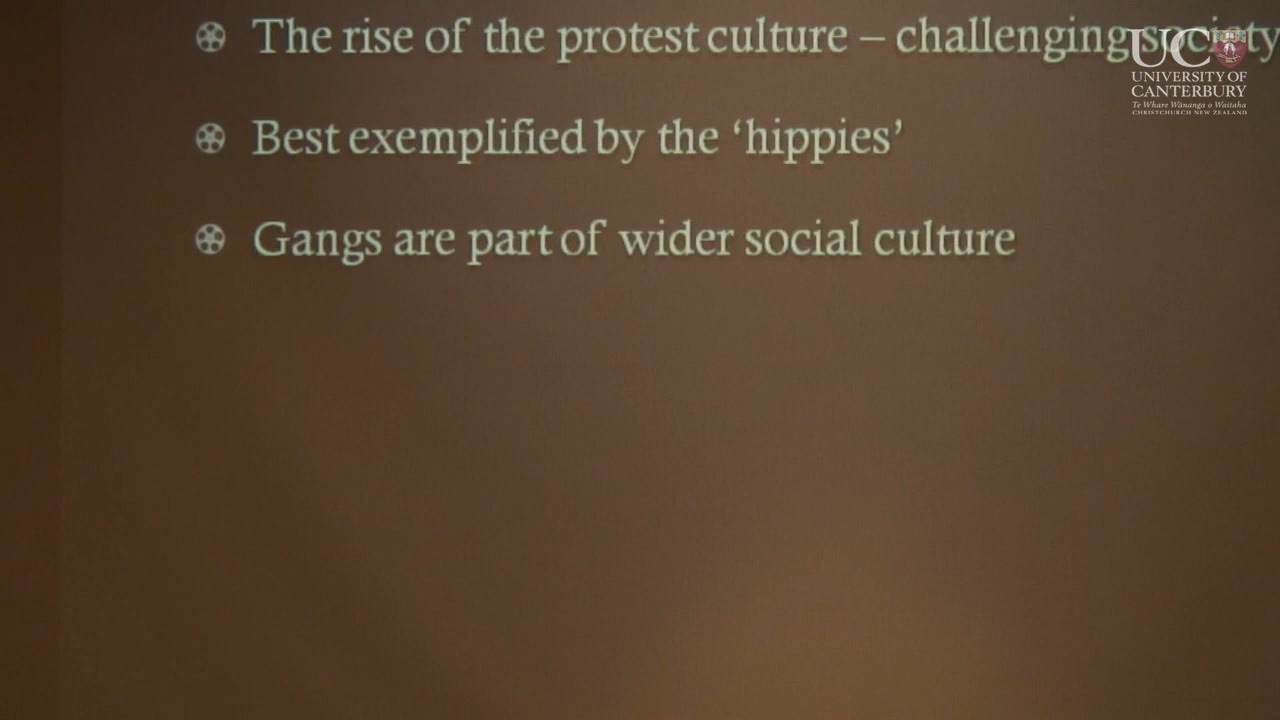 The rise of the protest culture – challenging society
Best exemplified by the ‘hippies’
Gangs are part of wider social culture
UC
UNIVERSITY OF
CANTERBURY
Te Whare Wānanga o Waitaha
CHRISTCHURCH NEW ZEALAND